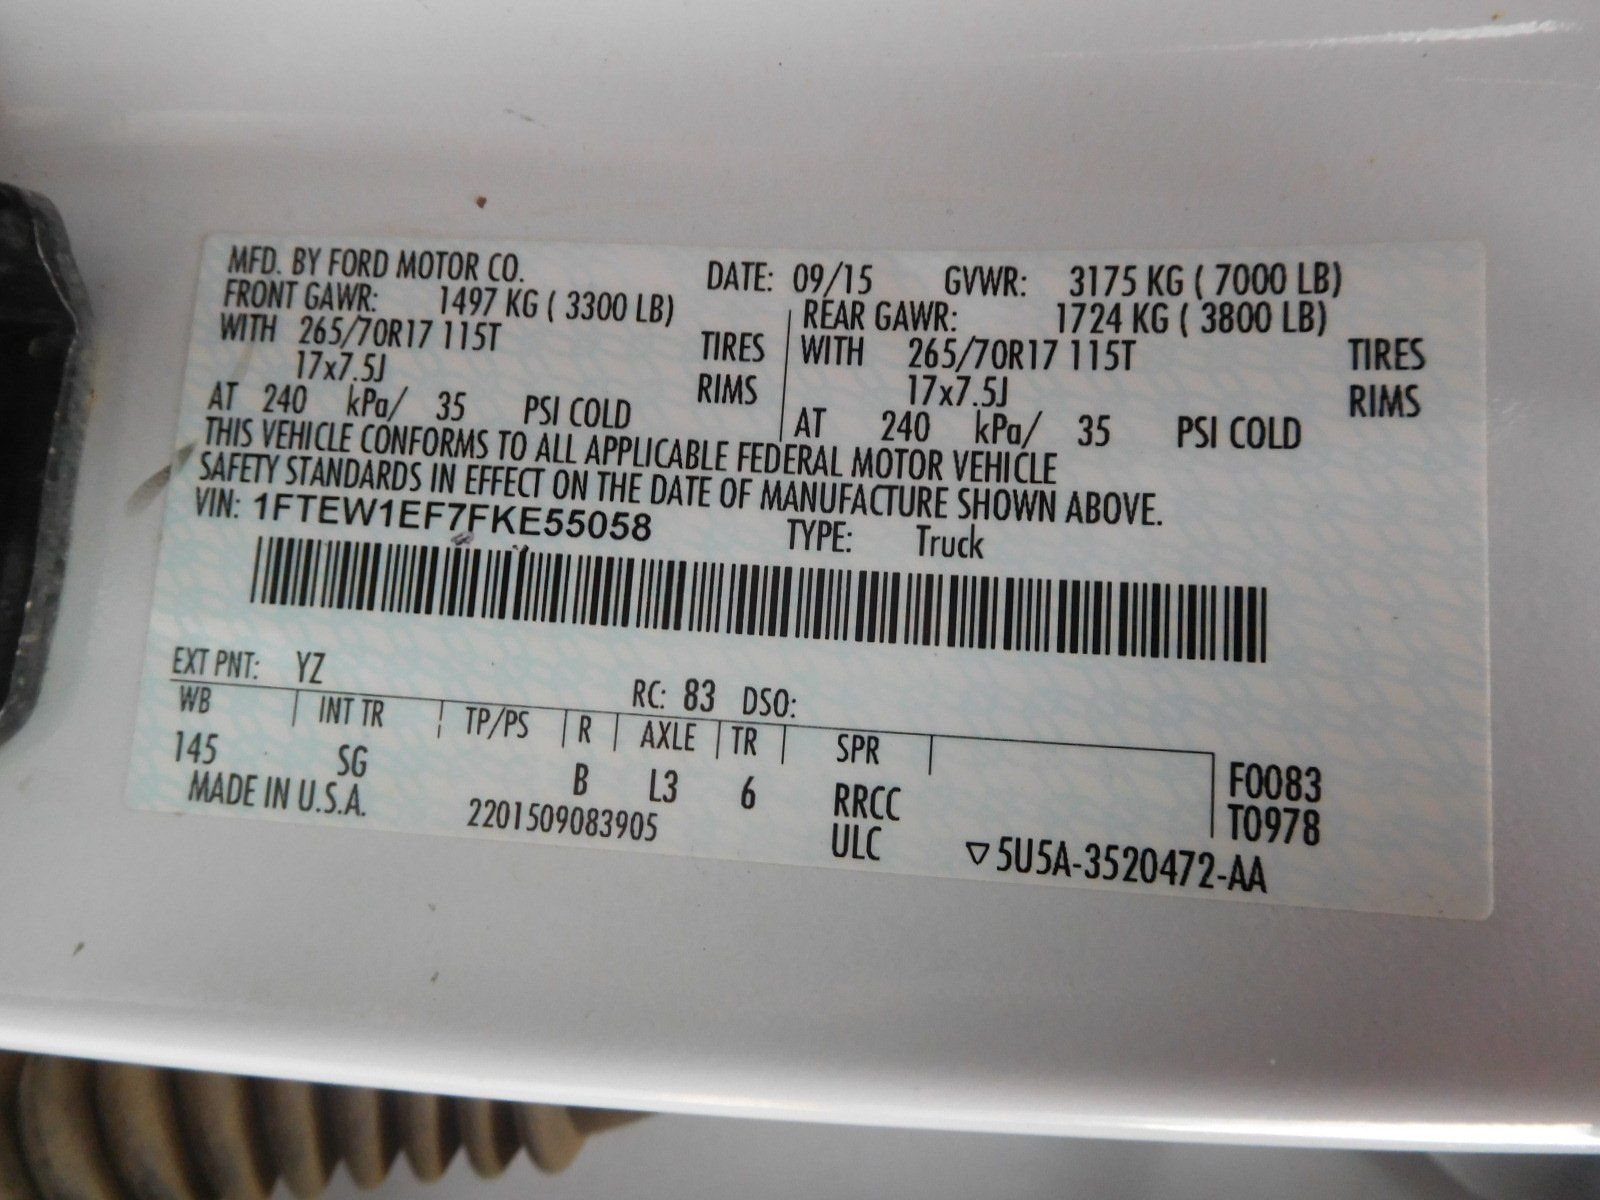 MFD. BY FORD MOTOR CO. DATE: 09/15 GVWR: 3175 KG ( 7000 LB)
FRONT GAWR: 1497 KG ( 3300 LB) REAR GAWR: 1724 KG ( 3800 LB)
WITH 265/70R17 115T TIRES WITH 265/70R17 115T TIRES
17x7.5J RIMS 17x7.5J RIMS
AT 240 kPa/ 35 PSI COLD AT 240 kPa/ 35 PSI COLD
THIS VEHICLE CONFORMS TO ALL APPLICABLE FEDERAL MOTOR VEHICLE
SAFETY STANDARDS IN EFFECT ON THE DATE OF MANUFACTURE SHOWN ABOVE.
VIN: 1FTEW1EF7FKE55058 TYPE: Truck
EXT PNT: YZ RC: 83 DSO:
WB INT TR TP/PS R AXLE TR SPR
145 SG B L3 6 RRCC F0083
MADE IN U.S.A. 2201509083905 ULC T0978
▽5U5A-3520472-AA